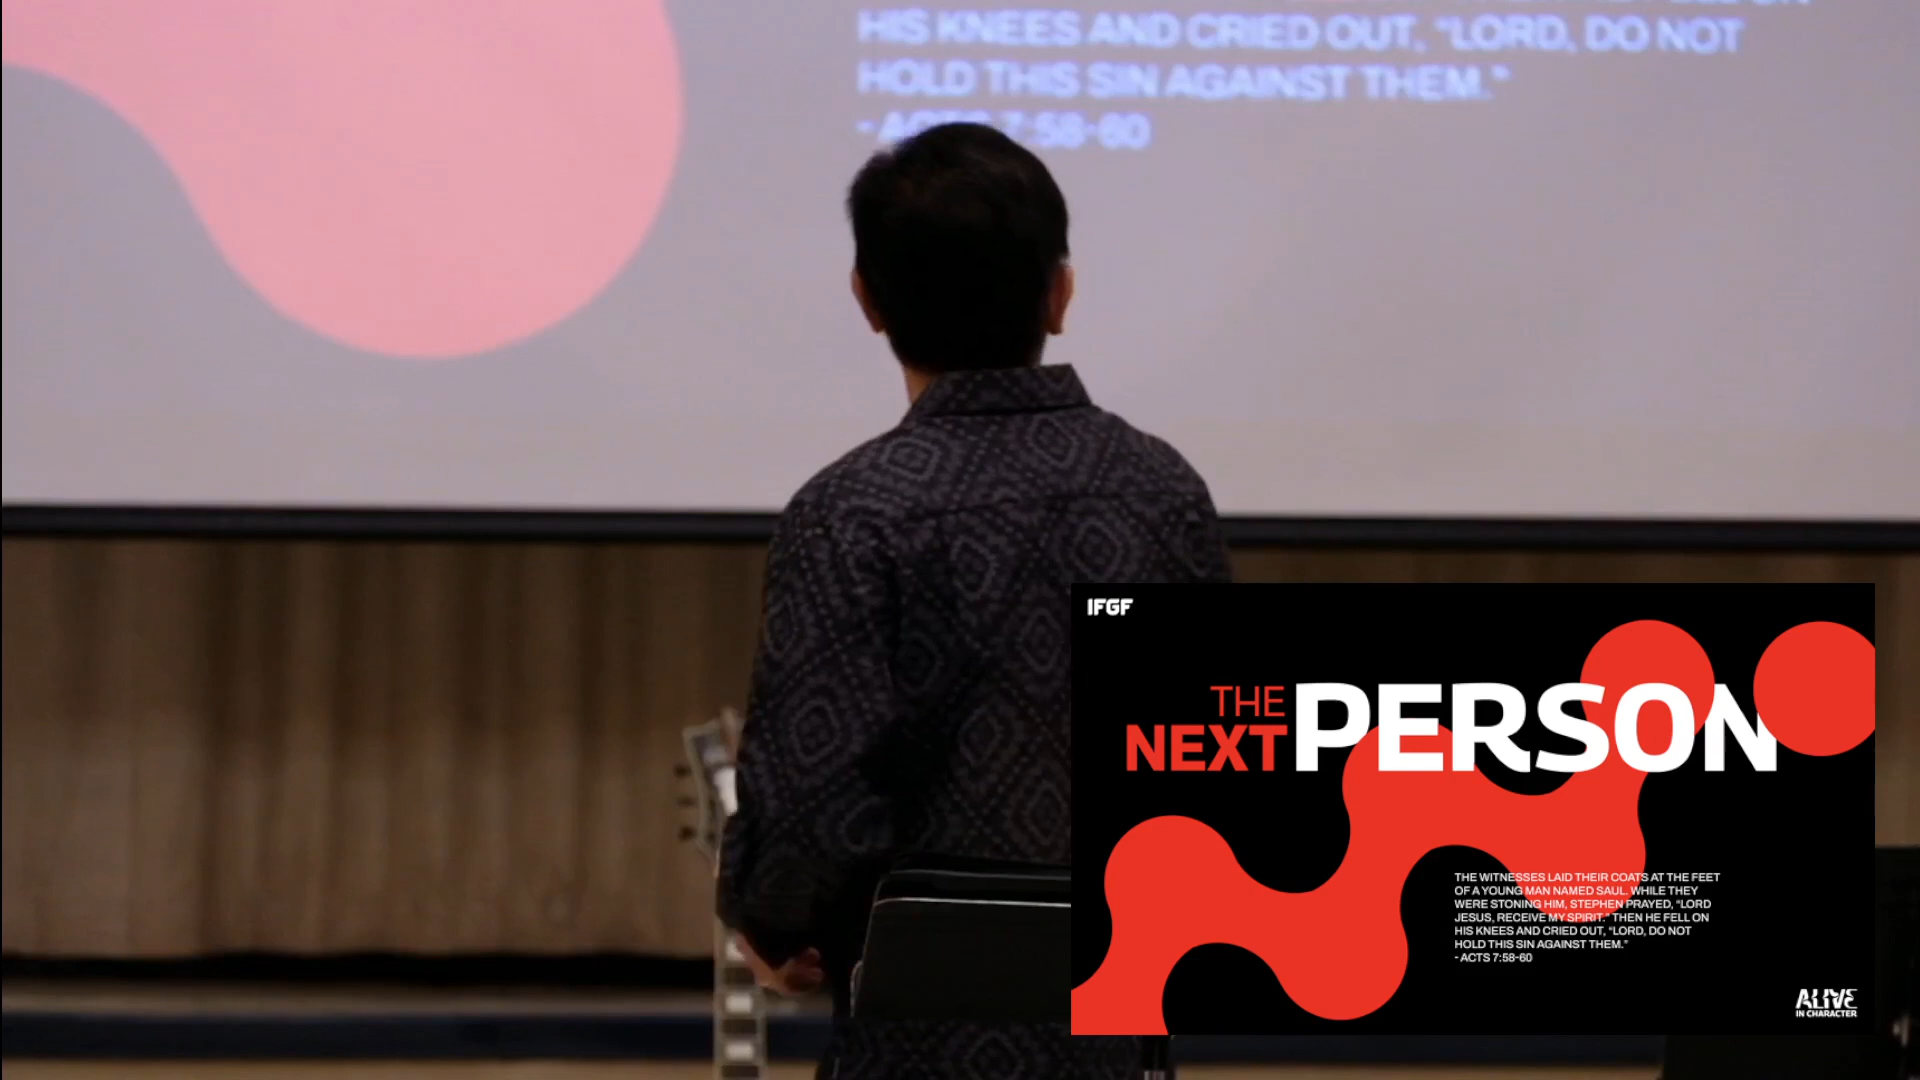 HIS KNEES AND CRIED OUT, “LORD, DO NOT
HOLD THIS SIN AGAINST THEM.”
- ACTS 7:58-60
IFGF
THE
NEXT PERSON
THE WITNESSES LAID THEIR COATS AT THE FEET
OF A YOUNG MAN NAMED SAUL. WHILE THEY
WERE STONING HIM, STEPHEN PRAYED, “LORD
JESUS, RECEIVE MY SPIRIT.” THEN HE FELL ON
HIS KNEES AND CRIED OUT, “LORD, DO NOT
HOLD THIS SIN AGAINST THEM.”
- ACTS 7:58-60
ALIVE
IN CHARACTER